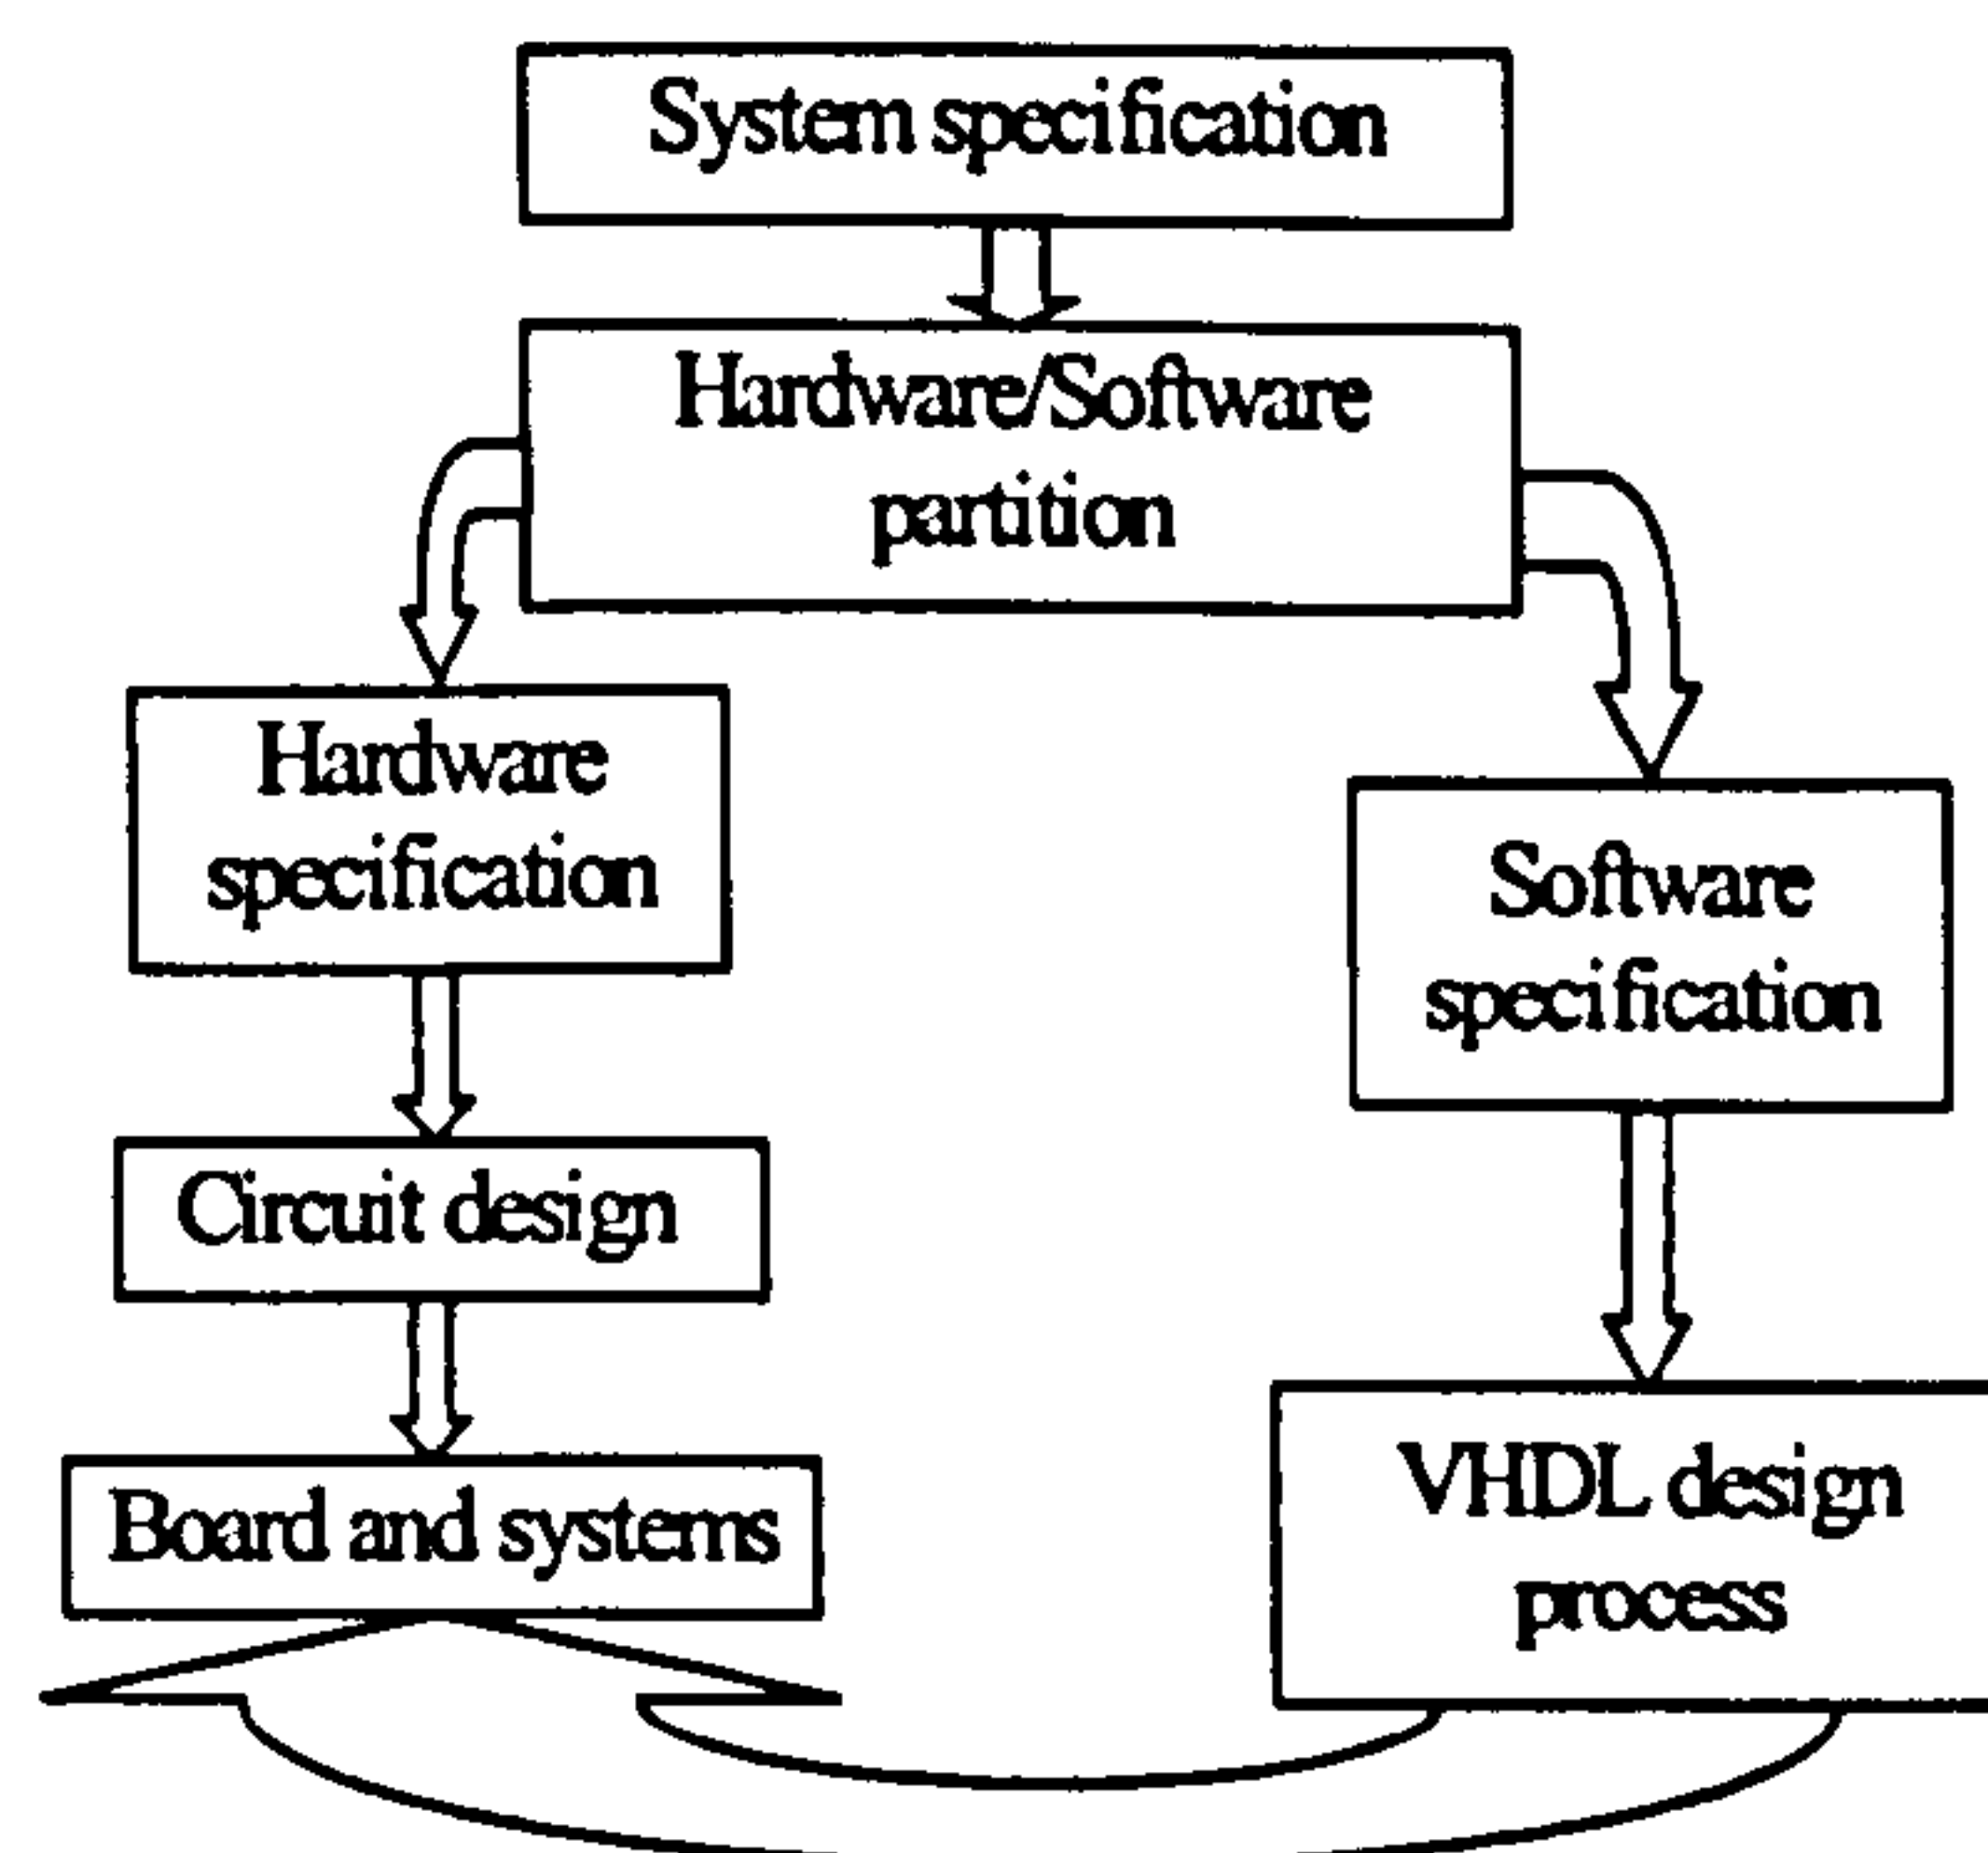 System specification
Hardware/Software
partition
Hardware
specification
Software
specification
Circuit design
Board and systems
VHDL design
process